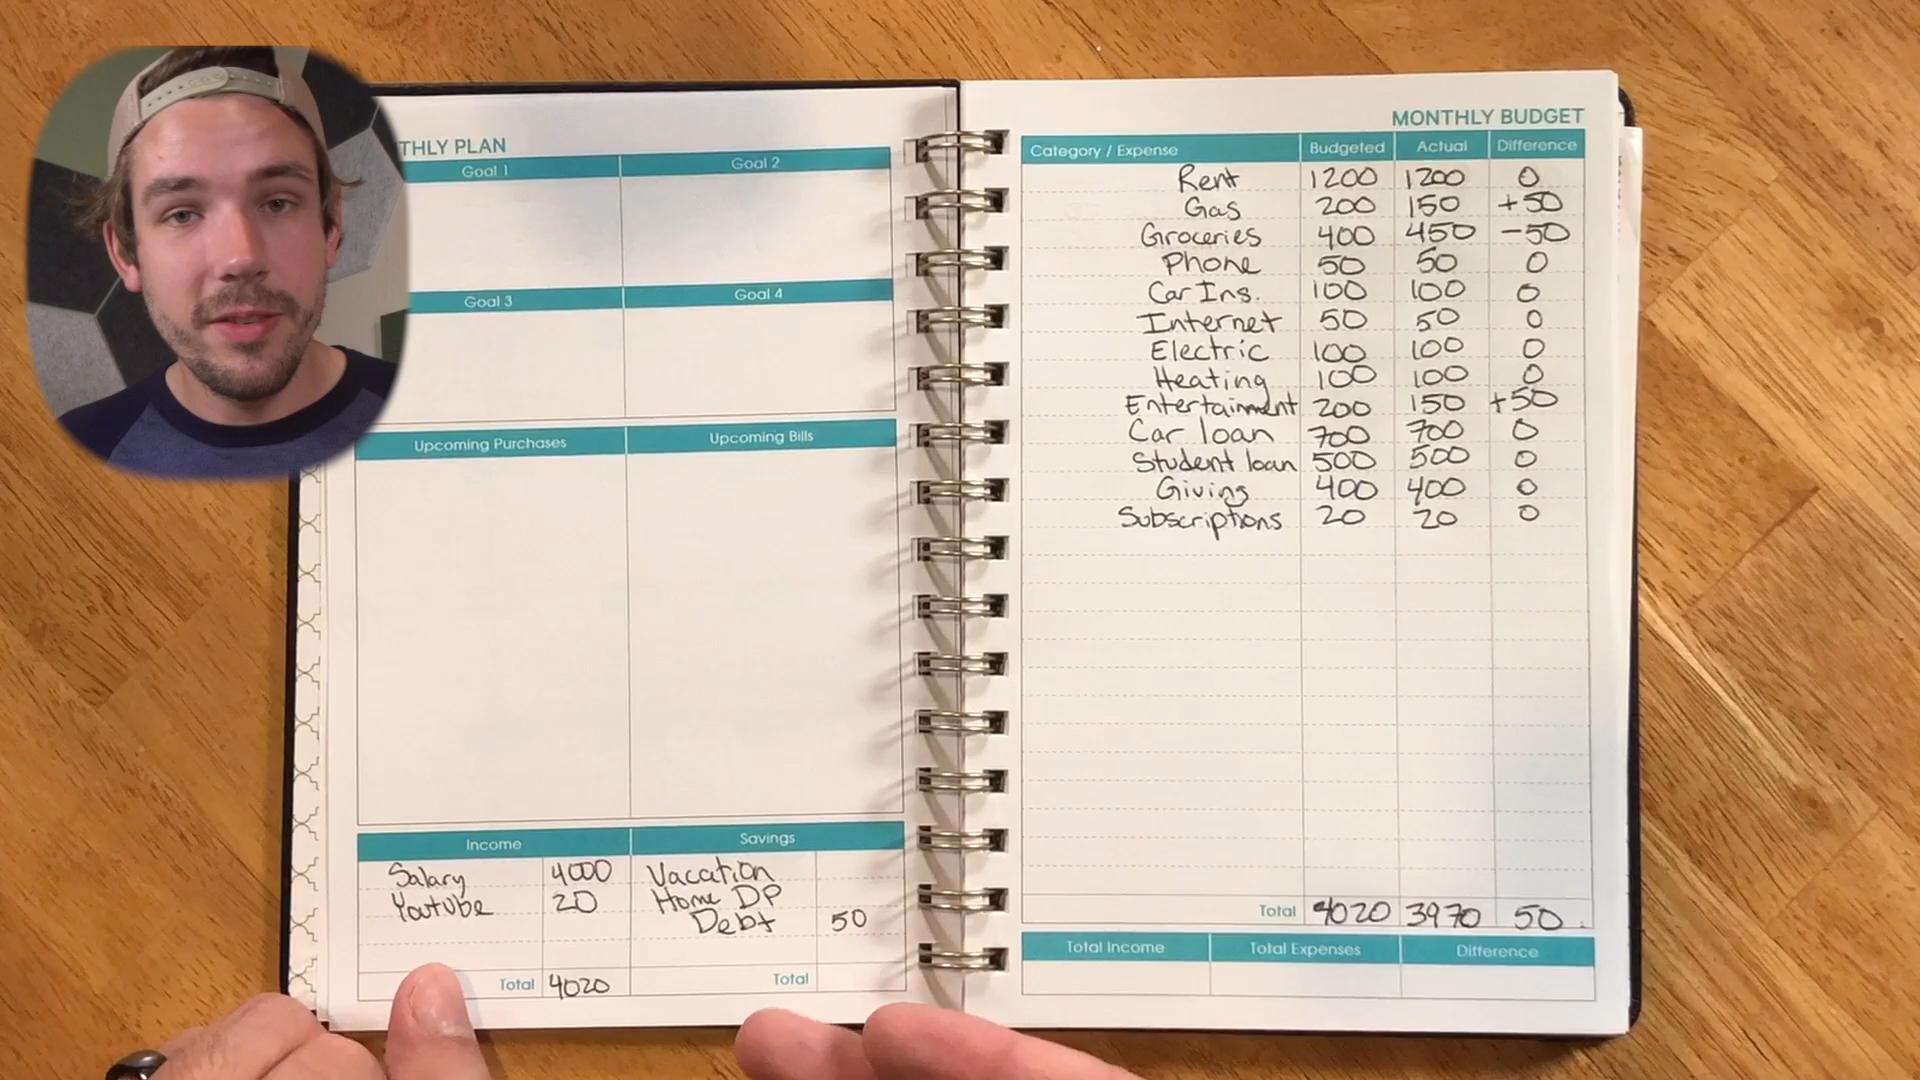 THLY PLAN
Goal 1 Goal 2
Goal 3 Goal 4
Upcoming Purchases Upcoming Bills
Income Savings
Salary 4000 Vacation
Youtube 20 Home DP
Debt 50
Total 4020 Total
MONTHLY BUDGET
Category / Expense Budgeted Actual Difference
Rent 1200 1200 0
Gas 200 150 +50
Groceries 400 450 -50
Phone 50 50 0
Car Ins. 100 100 0
Internet 50 50 0
Electric 100 100 0
Heating 100 100 0
Entertainment 200 150 +50
Car loan 700 700 0
Student loan 500 500 0
Giving 400 400 0
Subscriptions 20 20 0
Total 4020 3970 50
Total Income Total Expenses Difference